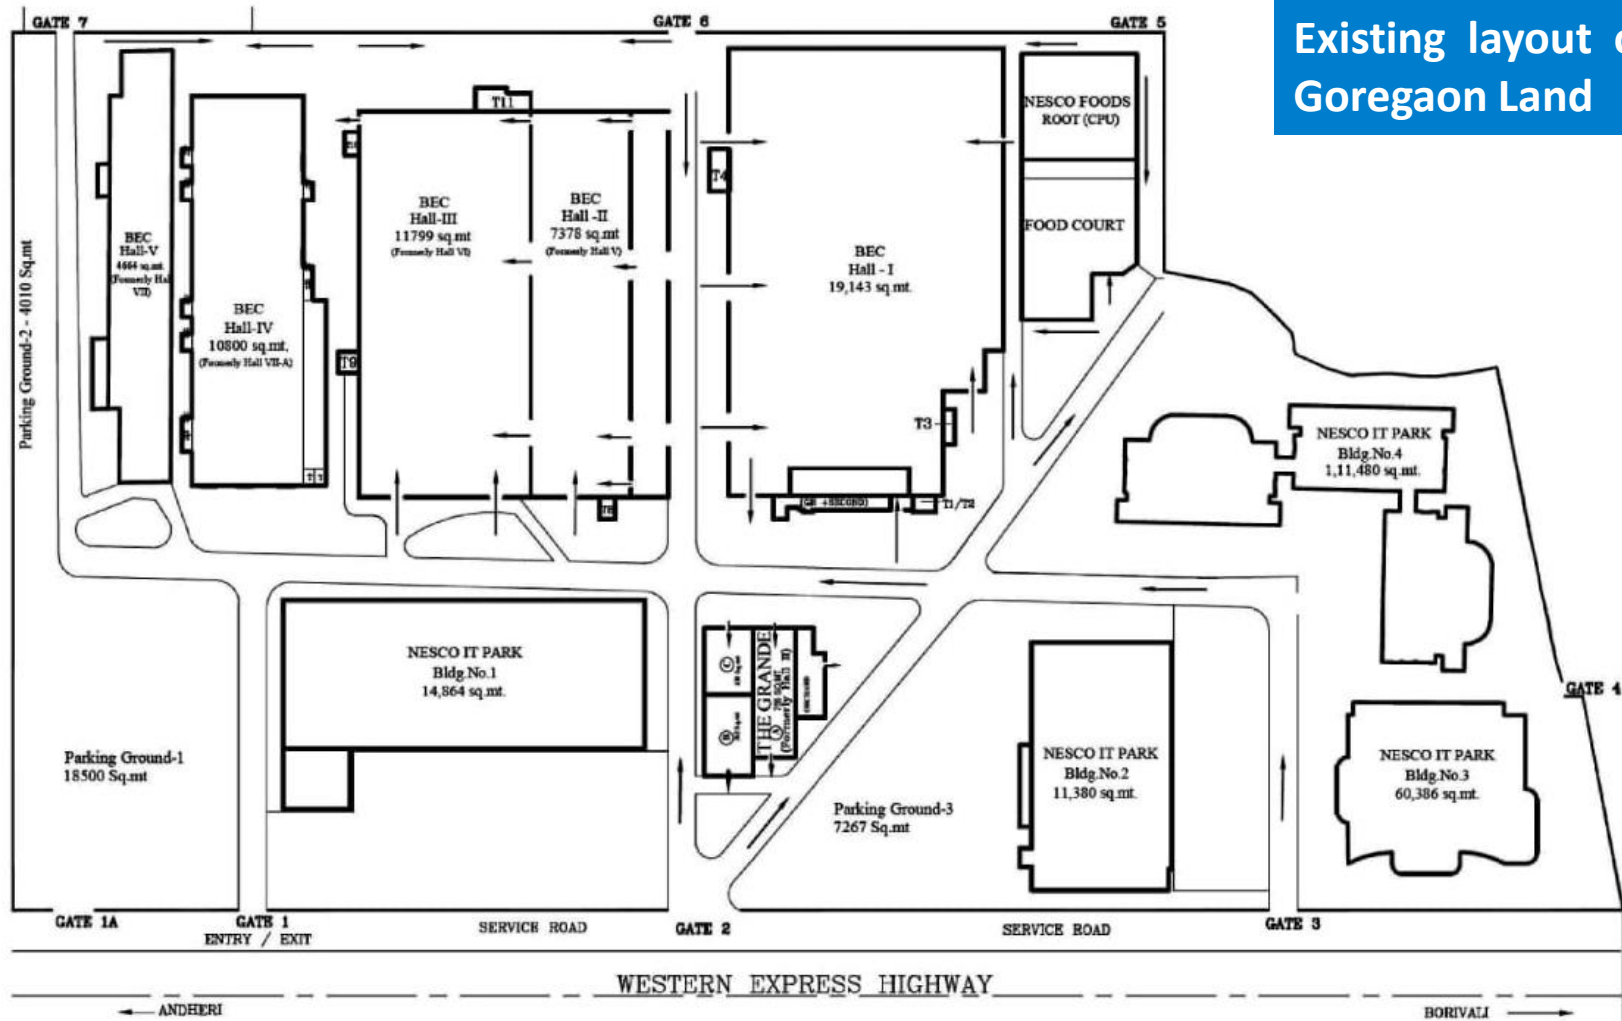 Existing layout
Goregaon Land
GATE 7
GATE 6
GATE 5
T11
NESCO FOODS
ROOT (CPU)
T4
BEC
Hall-III
11799 sq.mt
(Formerly Hall VI)
BEC
Hall -II
7378 sq.mt
(Formerly Hall V)
BEC
Hall-V
4664 sq.mt.
(Formerly Hall
VIII)
FOOD COURT
BEC
Hall - I
19,143 sq.mt.
BEC
Hall-IV
10800 sq.mt.
(Formerly Hall VII-A)
Parking Ground-2 - 4010 Sq.mt
T9
T3
NESCO IT PARK
Bldg.No.4
1,11,480 sq.mt.
T1/T2
T8
NESCO IT PARK
Bldg.No.1
14,864 sq.mt.
C
B
THE GRANDE
A
(Formerly Hall II)
GATE 4
Parking Ground-1
18500 Sq.mt
NESCO IT PARK
Bldg.No.2
11,380 sq.mt.
NESCO IT PARK
Bldg.No.3
60,386 sq.mt.
Parking Ground-3
7267 Sq.mt
GATE 1A
GATE 1
ENTRY / EXIT
SERVICE ROAD
GATE 2
SERVICE ROAD
GATE 3
WESTERN EXPRESS HIGHWAY
ANDHERI
BORIVALI